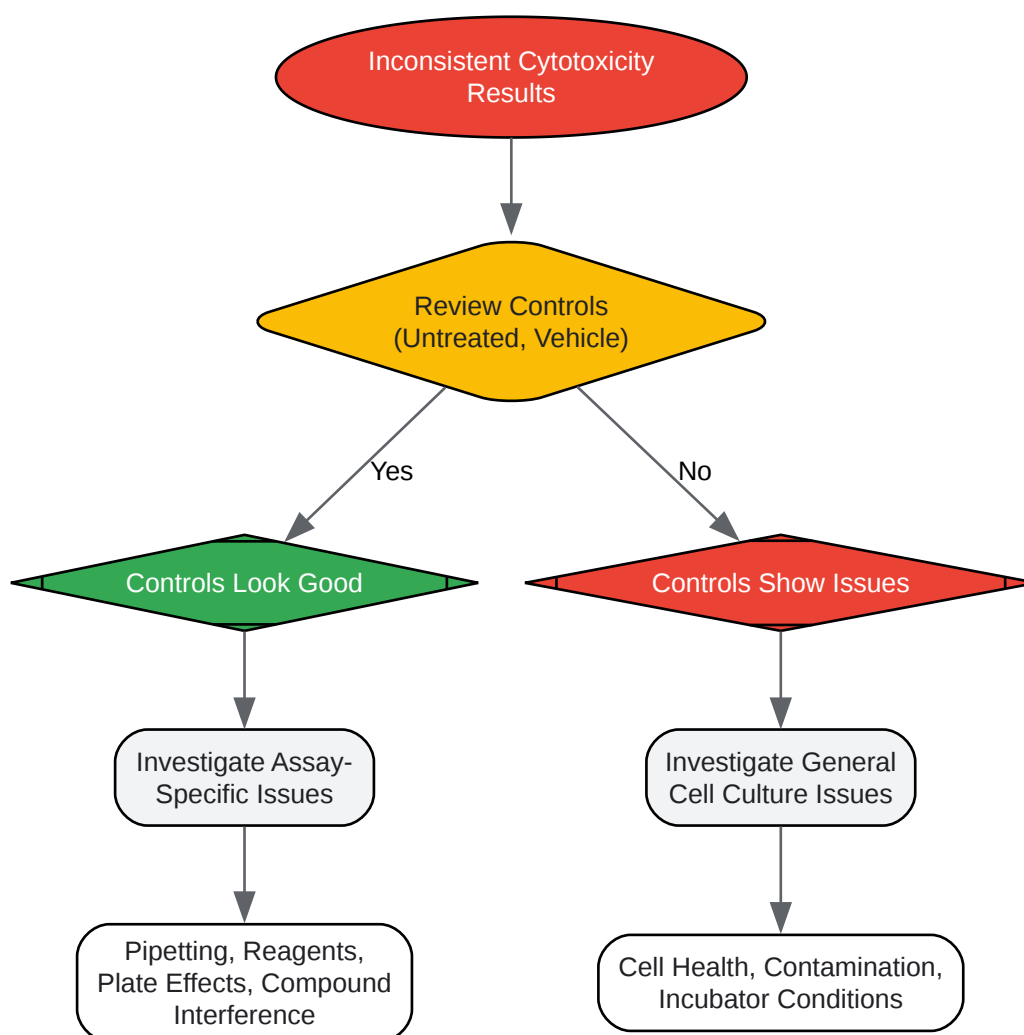 Inconsistent Cytotoxicity
Results
Review Controls
(Untreated, Vehicle)
Yes
No
Controls Look Good
Controls Show Issues
Investigate Assay-
Specific Issues
Investigate General
Cell Culture Issues
Pipetting, Reagents,
Plate Effects, Compound
Interference
Cell Health, Contamination,
Incubator Conditions